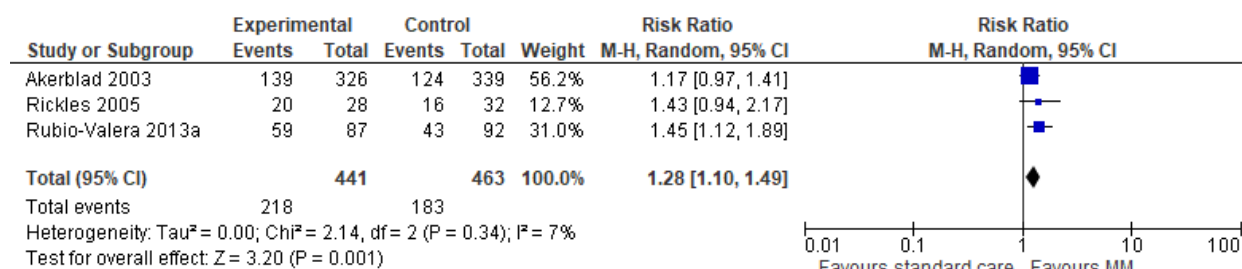 Experimental Control Risk Ratio Risk Ratio
Study or Subgroup Events Total Events Total Weight M-H, Random, 95% CI M-H, Random, 95% CI
Akerblad 2003 139 326 124 339 56.2% 1.17 [0.97, 1.41]
Rickles 2005 20 28 16 32 12.7% 1.43 [0.94, 2.17]
Rubio-Valera 2013a 59 87 43 92 31.0% 1.45 [1.12, 1.89]
Total (95% CI) 441 463 100.0% 1.28 [1.10, 1.49]
Total events 218 183
Heterogeneity: Tau² = 0.00; Chi² = 2.14, df = 2 (P = 0.34); I² = 7%
Test for overall effect: Z = 3.20 (P = 0.001)
0.01 0.1 1 10 100
Favours standard care Favours MM